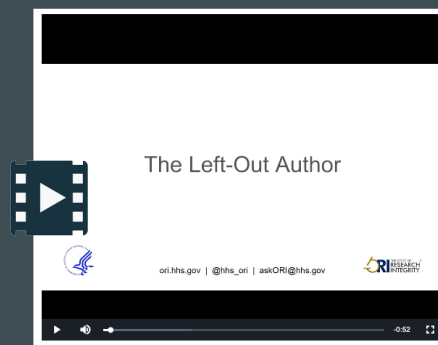 The Left-Out Author
ori.hhs.gov | @hhs_ori | askORI@hhs.gov
ORI
RESEARCH
INTEGRITY
-0:52